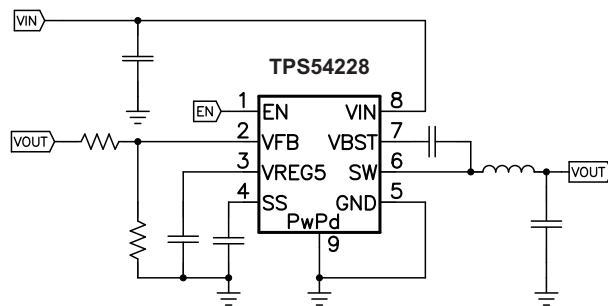 VIN
TPS54228
EN 1 EN VIN 8
VOUT 2 VFB VBST 7
3 VREG5 SW 6 VOUT
4 SS GND 5
PwPd
9